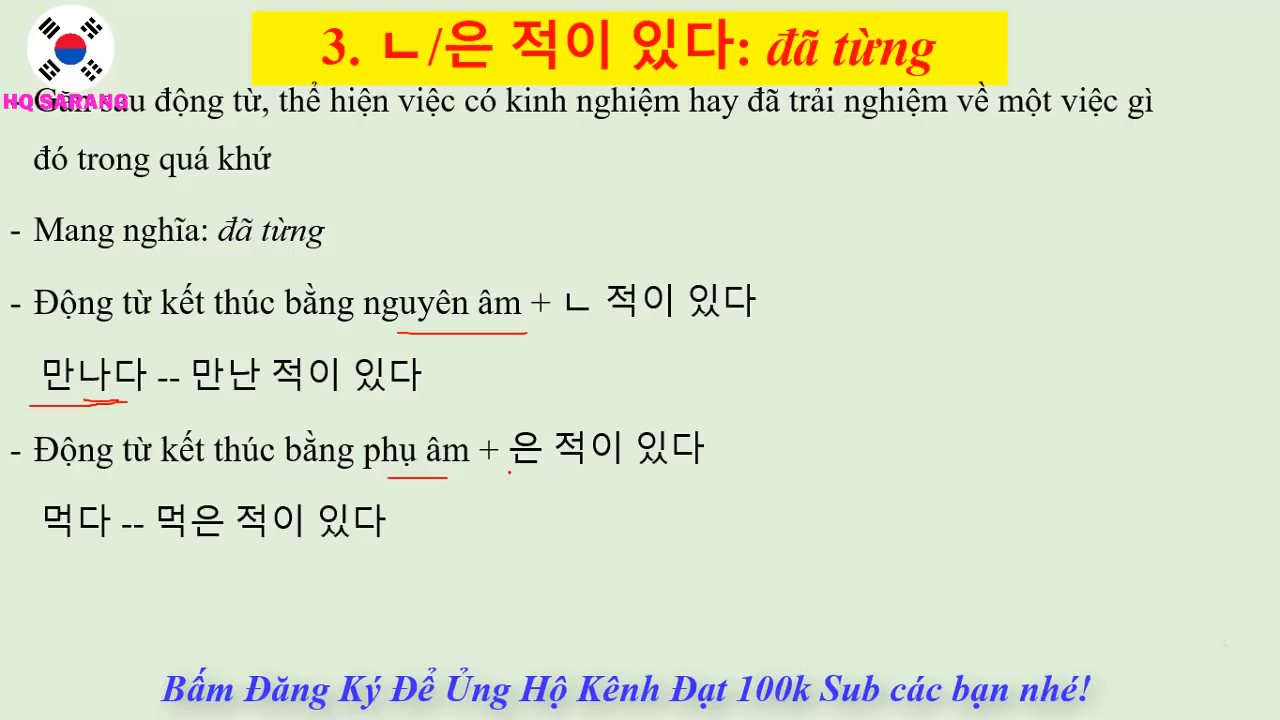 3. ㄴ/은 적이 있다: đã từng
HQ SARANG
- Gắn sau động từ, thể hiện việc có kinh nghiệm hay đã trải nghiệm về một việc gì
đó trong quá khứ
- Mang nghĩa: đã từng
- Động từ kết thúc bằng nguyên âm + ㄴ 적이 있다
만나다 -- 만난 적이 있다
- Động từ kết thúc bằng phụ âm + 은 적이 있다
먹다 -- 먹은 적이 있다
Bấm Đăng Ký Để Ủng Hộ Kênh Đạt 100k Sub các bạn nhé!